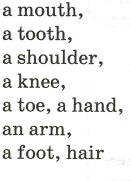 a mouth,
a tooth,
a shoulder,
a knee,
a toe, a hand,
an arm,
a foot, hair